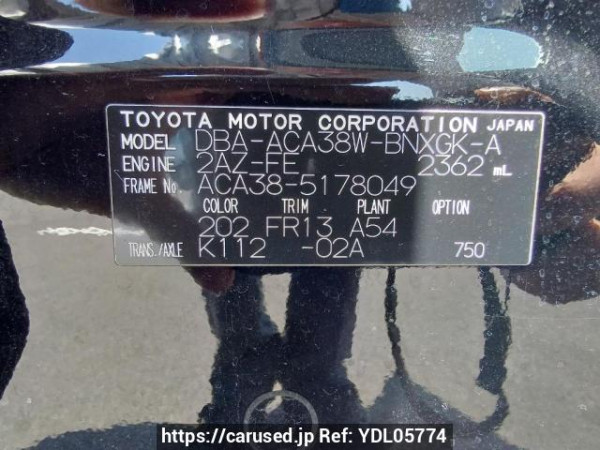 TOYOTA MOTOR CORPORATION JAPAN
MODEL DBA-ACA38W-BNXGK-A
ENGINE 2AZ-FE 2362 mL
FRAME No. ACA38-5178049
COLOR TRIM PLANT OPTION
202 FR13 A54
TRANS./AXLE K112 -02A 750
https://carused.jp Ref: YDL05774